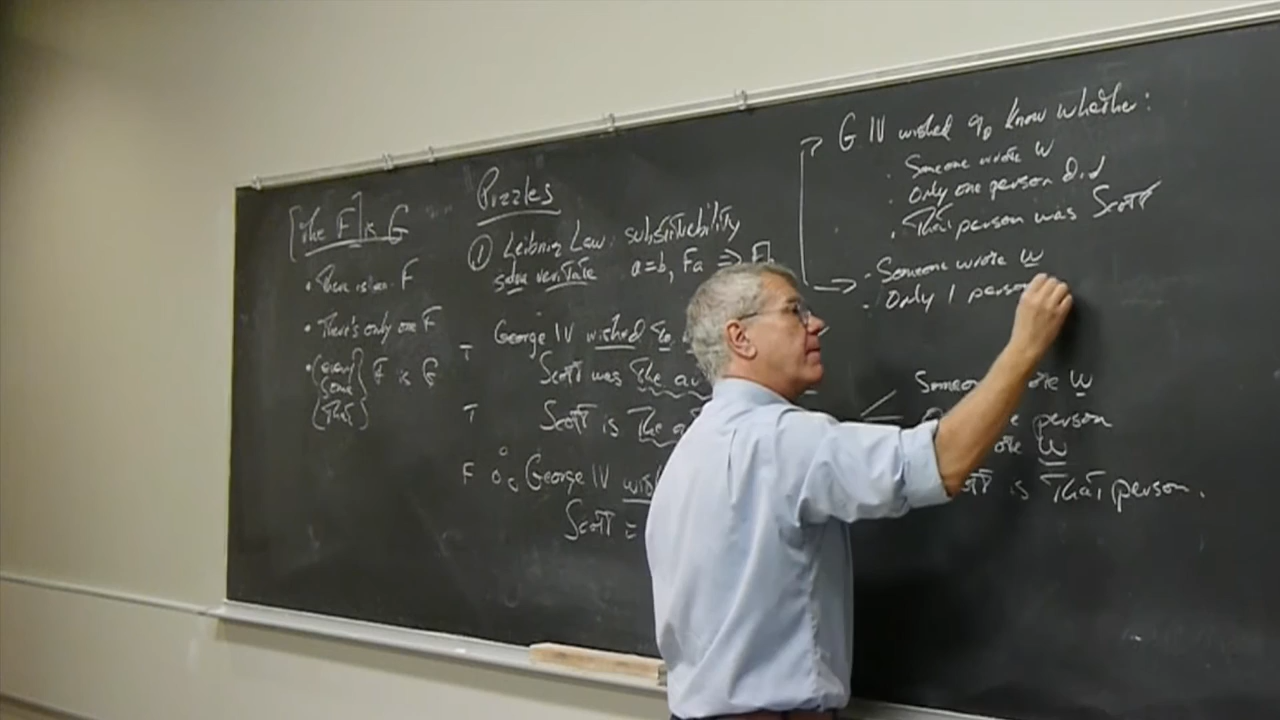 [The F] is G
• There is an F
• There's only one F
• {every some that} F is G
Puzzles
① Leibniz Law: substitutability
salva veritate a=b, Fa ⇒ Fb
George IV wished to
T Scott was the au
T Scott is the a
F ∴ George IV wish
Scott =
G IV wished to know whether:
• Someone wrote W
• Only one person did
• That person was Scott
• Someone wrote W
• Only 1 person
Someone wrote W
person
wrote W
Scott is that person.